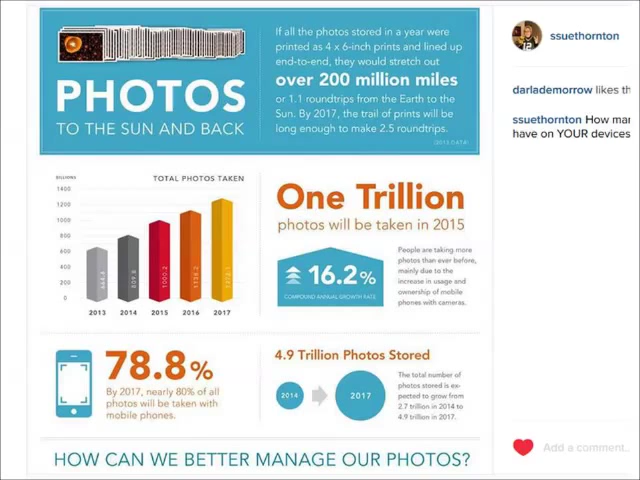 PHOTOS
TO THE SUN AND BACK
If all the photos stored in a year were
printed as 4 x 6-inch prints and lined up
end-to-end, they would stretch out
over 200 million miles
or 1.1 roundtrips from the Earth to the
Sun. By 2017, the trail of prints will be
long enough to make 2.5 roundtrips.
ssuethornton
darlademorrow likes th
ssuethornton How mar
have on YOUR devices
BILLIONS
TOTAL PHOTOS TAKEN
1400
1200
1000
800
600
400
200
0
1000.2
2013
2014
2015
2016
2017
One Trillion
photos will be taken in 2015
16.2%
COMPOUND ANNUAL GROWTH RATE
People are taking more
photos than ever before,
mainly due to the
increase in usage and
ownership of mobile
phones with cameras.
78.8%
By 2017, nearly 80% of all
photos will be taken with
mobile phones.
4.9 Trillion Photos Stored
2014
2017
The total number of
photos stored is ex-
pected to grow from
2.7 trillion in 2014 to
4.9 trillion in 2017.
HOW CAN WE BETTER MANAGE OUR PHOTOS?
Add a comment...